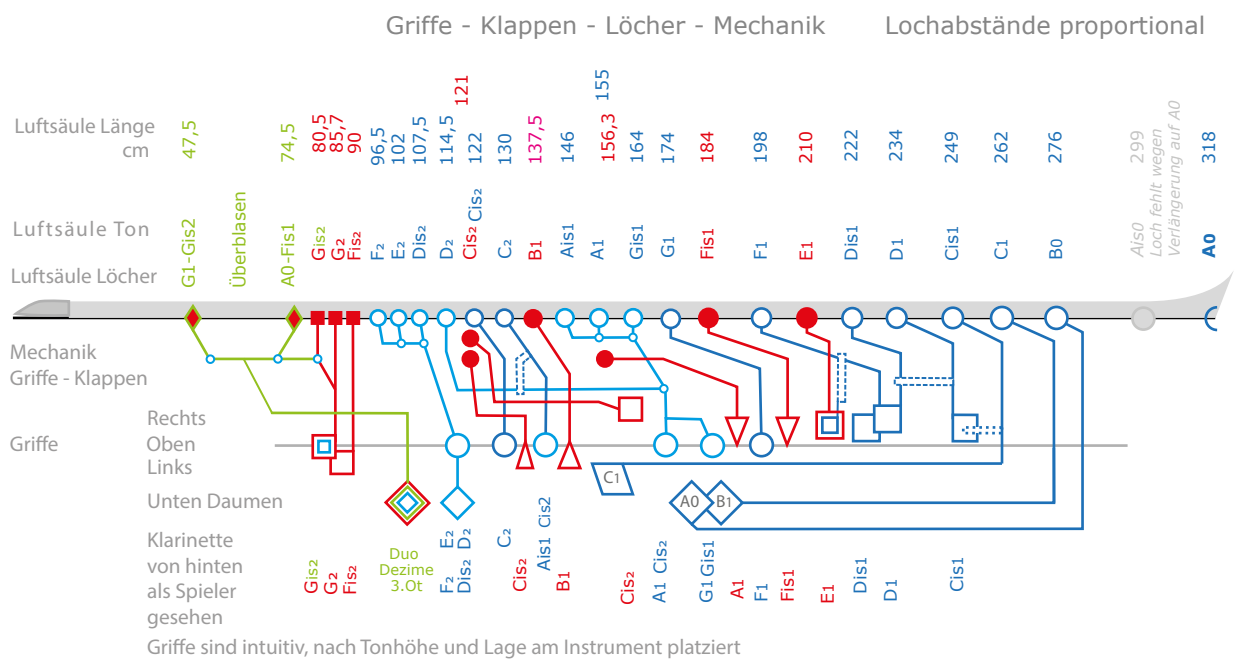 Griffe - Klappen - Löcher - Mechanik Lochabstände proportional
Luftsäule Länge
cm
47,5 74,5 80,5 85,7 90 96,5 102 107,5 114,5 121 122 130 137,5 146 155 156,3 164 174 184 198 210 222 234 249 262 276 299 318
Luftsäule Ton
G1-Gis2 Überblasen A0-Fis1 Gis2 G2 Fis2 F2 E2 Dis2 D2 Cis2 Cis2 C2 B1 Ais1 A1 Gis1 G1 Fis1 F1 E1 Dis1 D1 Cis1 C1 B0 Ais0 A0
Loch fehlt wegen
Verlängerung auf A0
Luftsäule Löcher
Mechanik
Griffe - Klappen
Rechts
Griffe Oben
Links
C1
Unten Daumen
A0 B1
Klarinette
von hinten
als Spieler
gesehen
Gis2 G2 Fis2
Duo
Dezime
3.Ot
F2 E2 Dis2 D2 C2 Cis2 Ais1 Cis2 B1 Cis2 A1 Cis2 G1 Gis1 A1 F1 Fis1 E1 Dis1 D1 Cis1
Griffe sind intuitiv, nach Tonhöhe und Lage am Instrument platziert